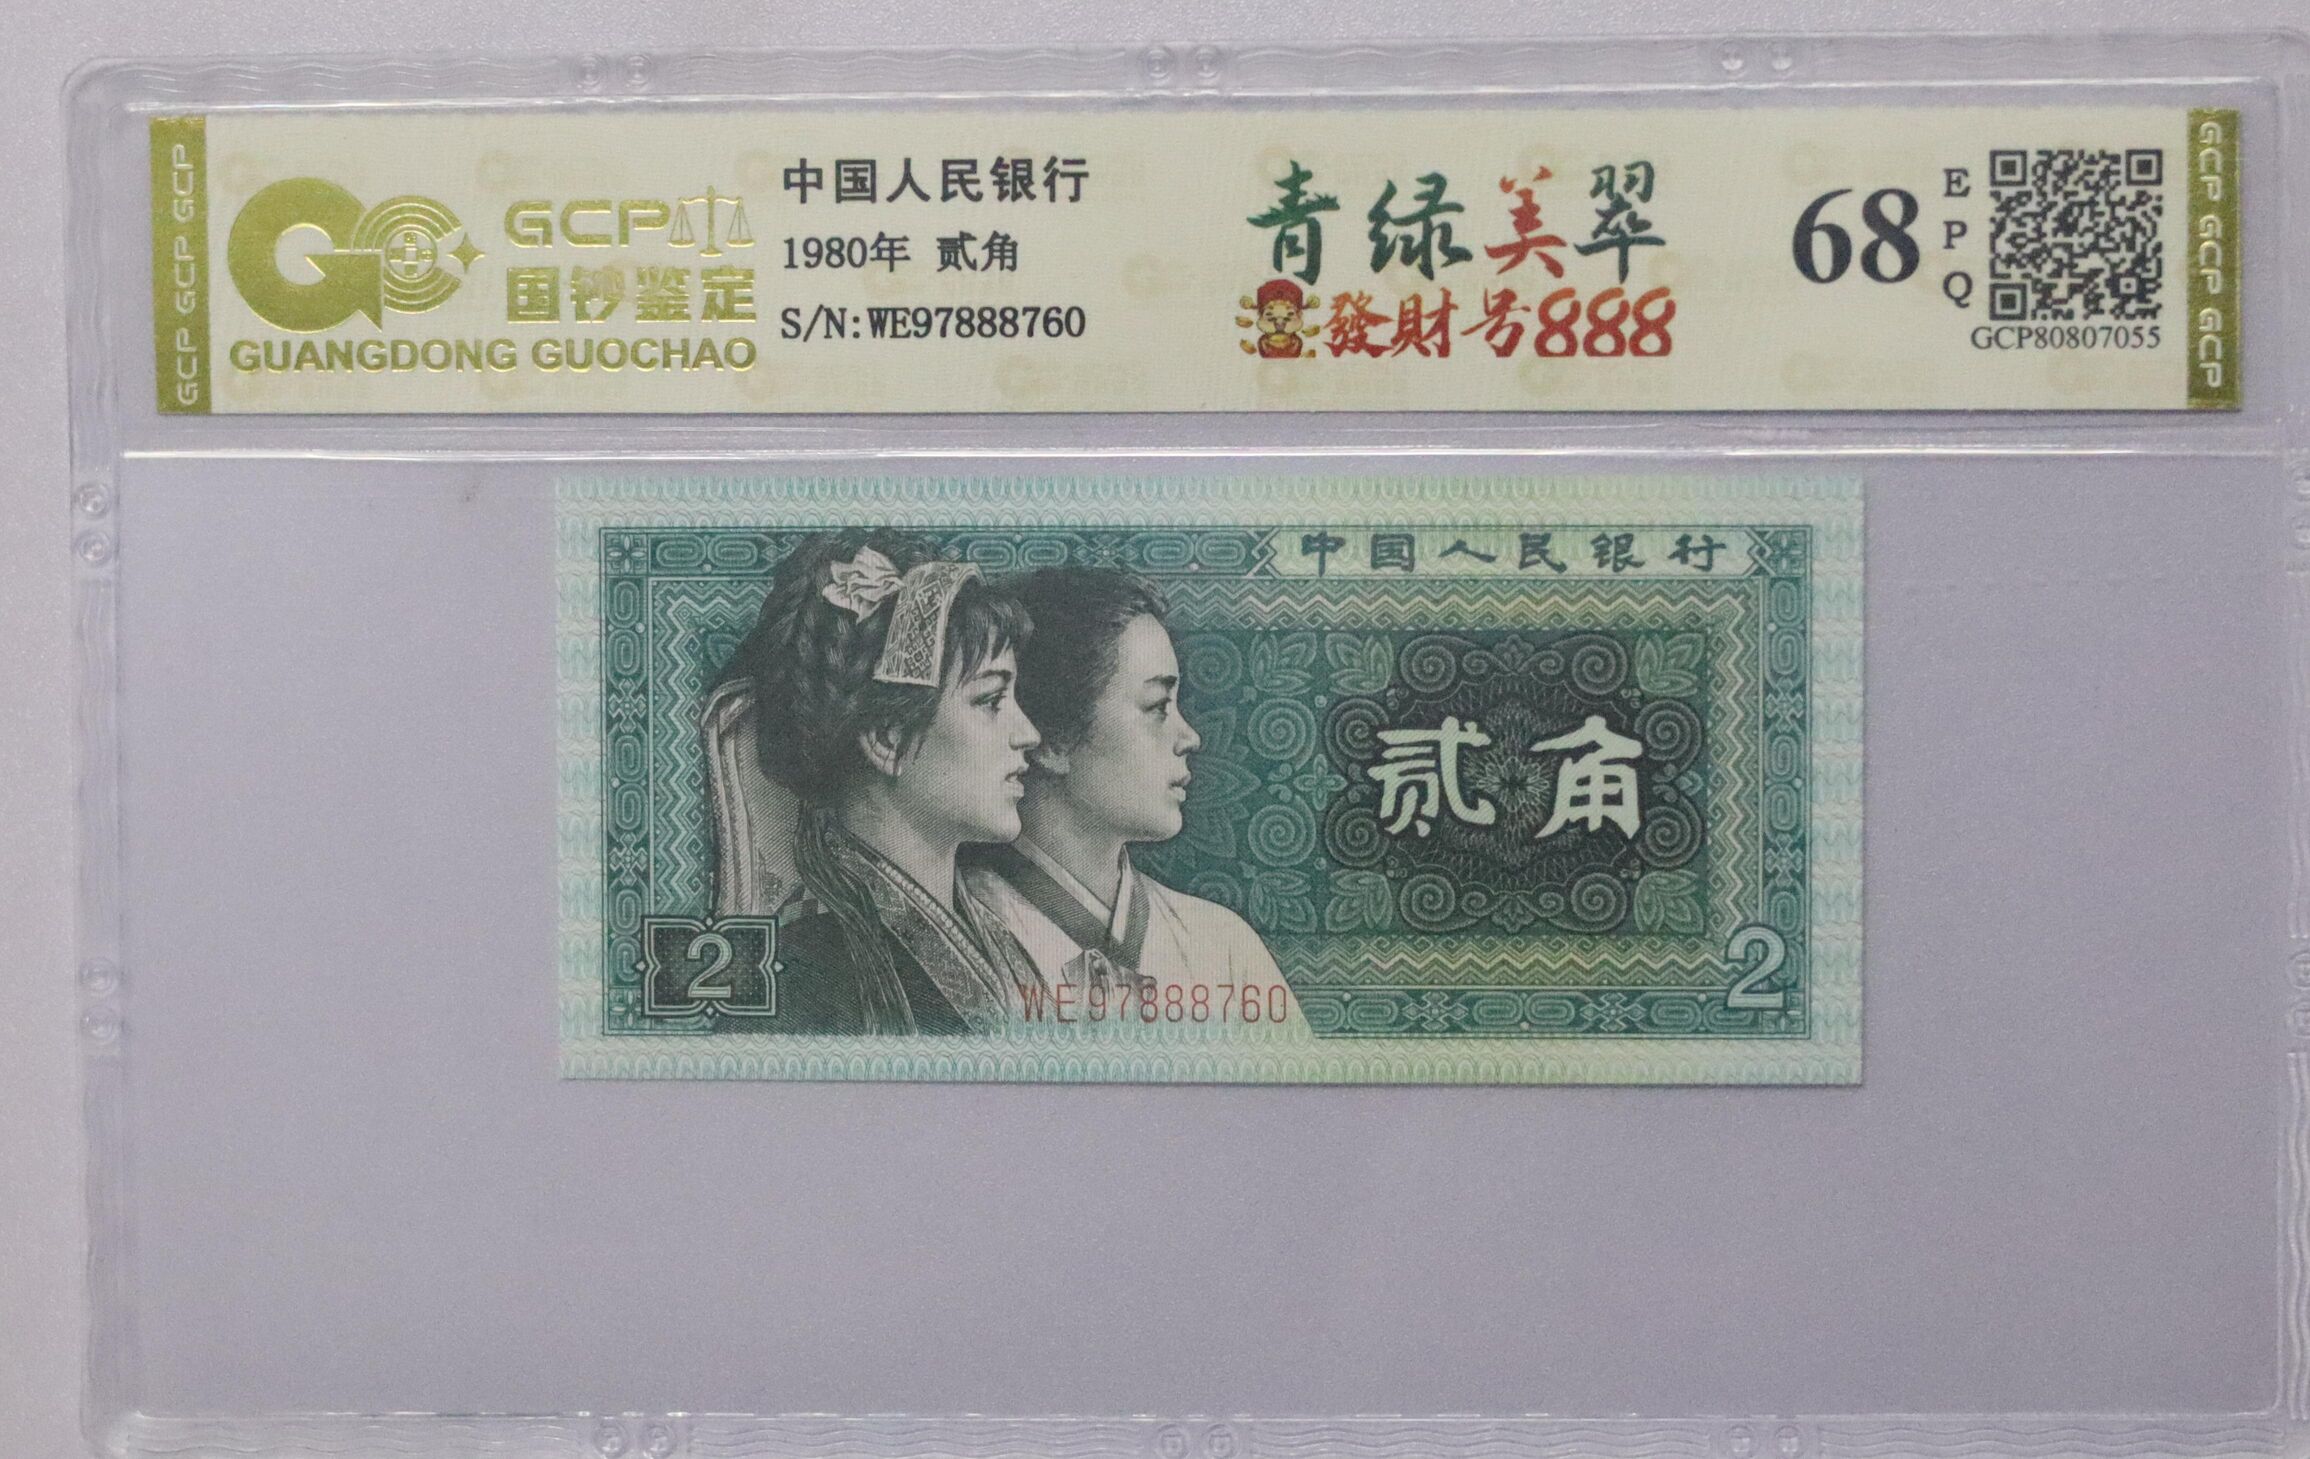 GCP GCP GCP
GCP
国钞鉴定
GUANGDONG GUOCHAO
中国人民银行
1980年 贰角
S/N:WE97888760
青绿美翠
發財号888
68
EPQ
GCP80807055
GCP GCP GCP
中国人民银行
贰角
2
2
WE97888760